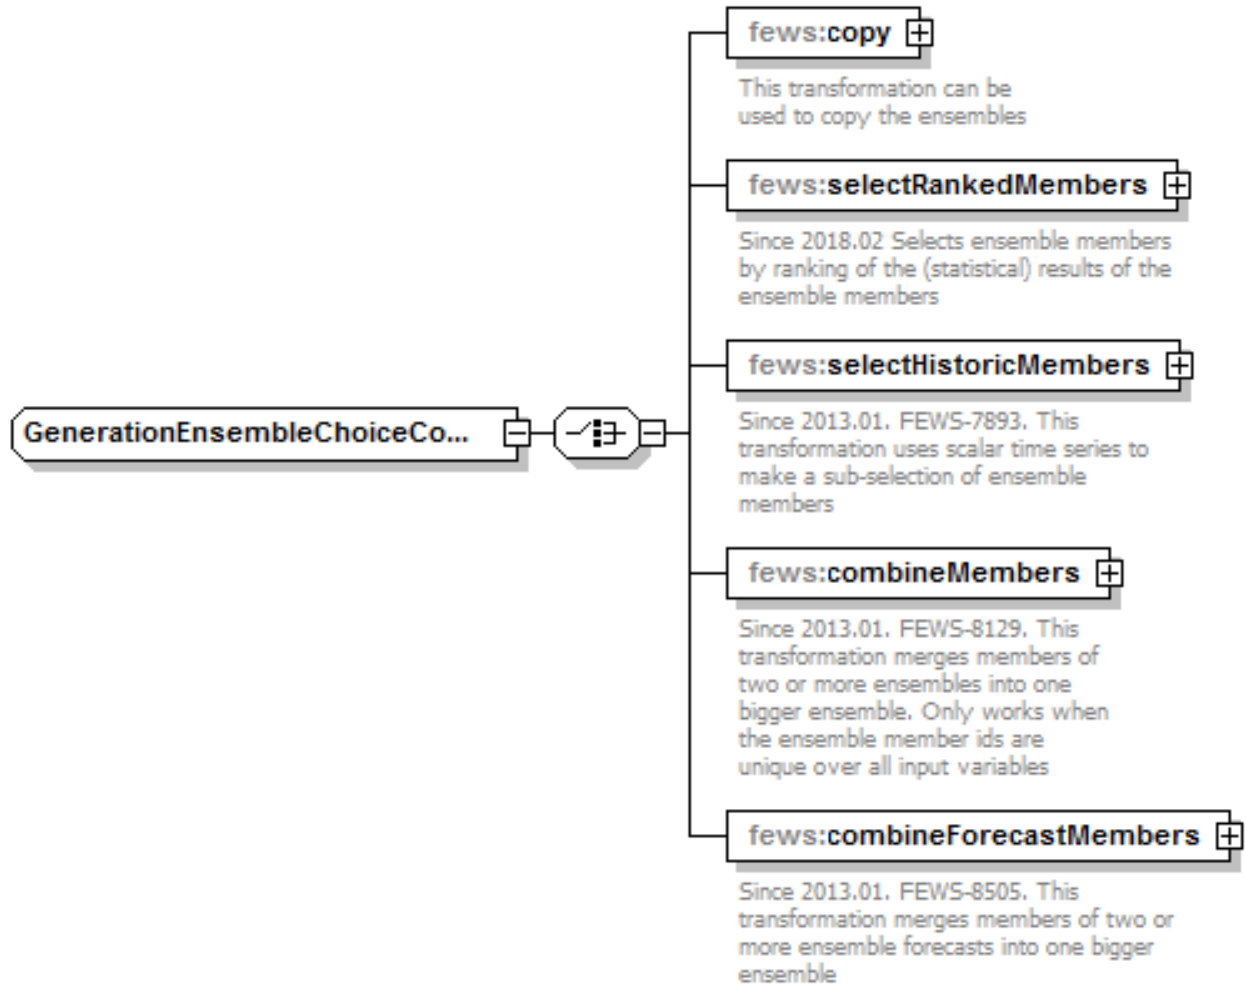 fews:copy
This transformation can be
used to copy the ensembles
fews:selectRankedMembers
Since 2018.02 Selects ensemble members
by ranking of the (statistical) results of the
ensemble members
fews:selectHistoricMembers
Since 2013.01. FEWS-7893. This
transformation uses scalar time series to
make a sub-selection of ensemble
members
GenerationEnsembleChoiceCo...
fews:combineMembers
Since 2013.01. FEWS-8129. This
transformation merges members of
two or more ensembles into one
bigger ensemble. Only works when
the ensemble member ids are
unique over all input variables
fews:combineForecastMembers
Since 2013.01. FEWS-8505. This
transformation merges members of two or
more ensemble forecasts into one bigger
ensemble